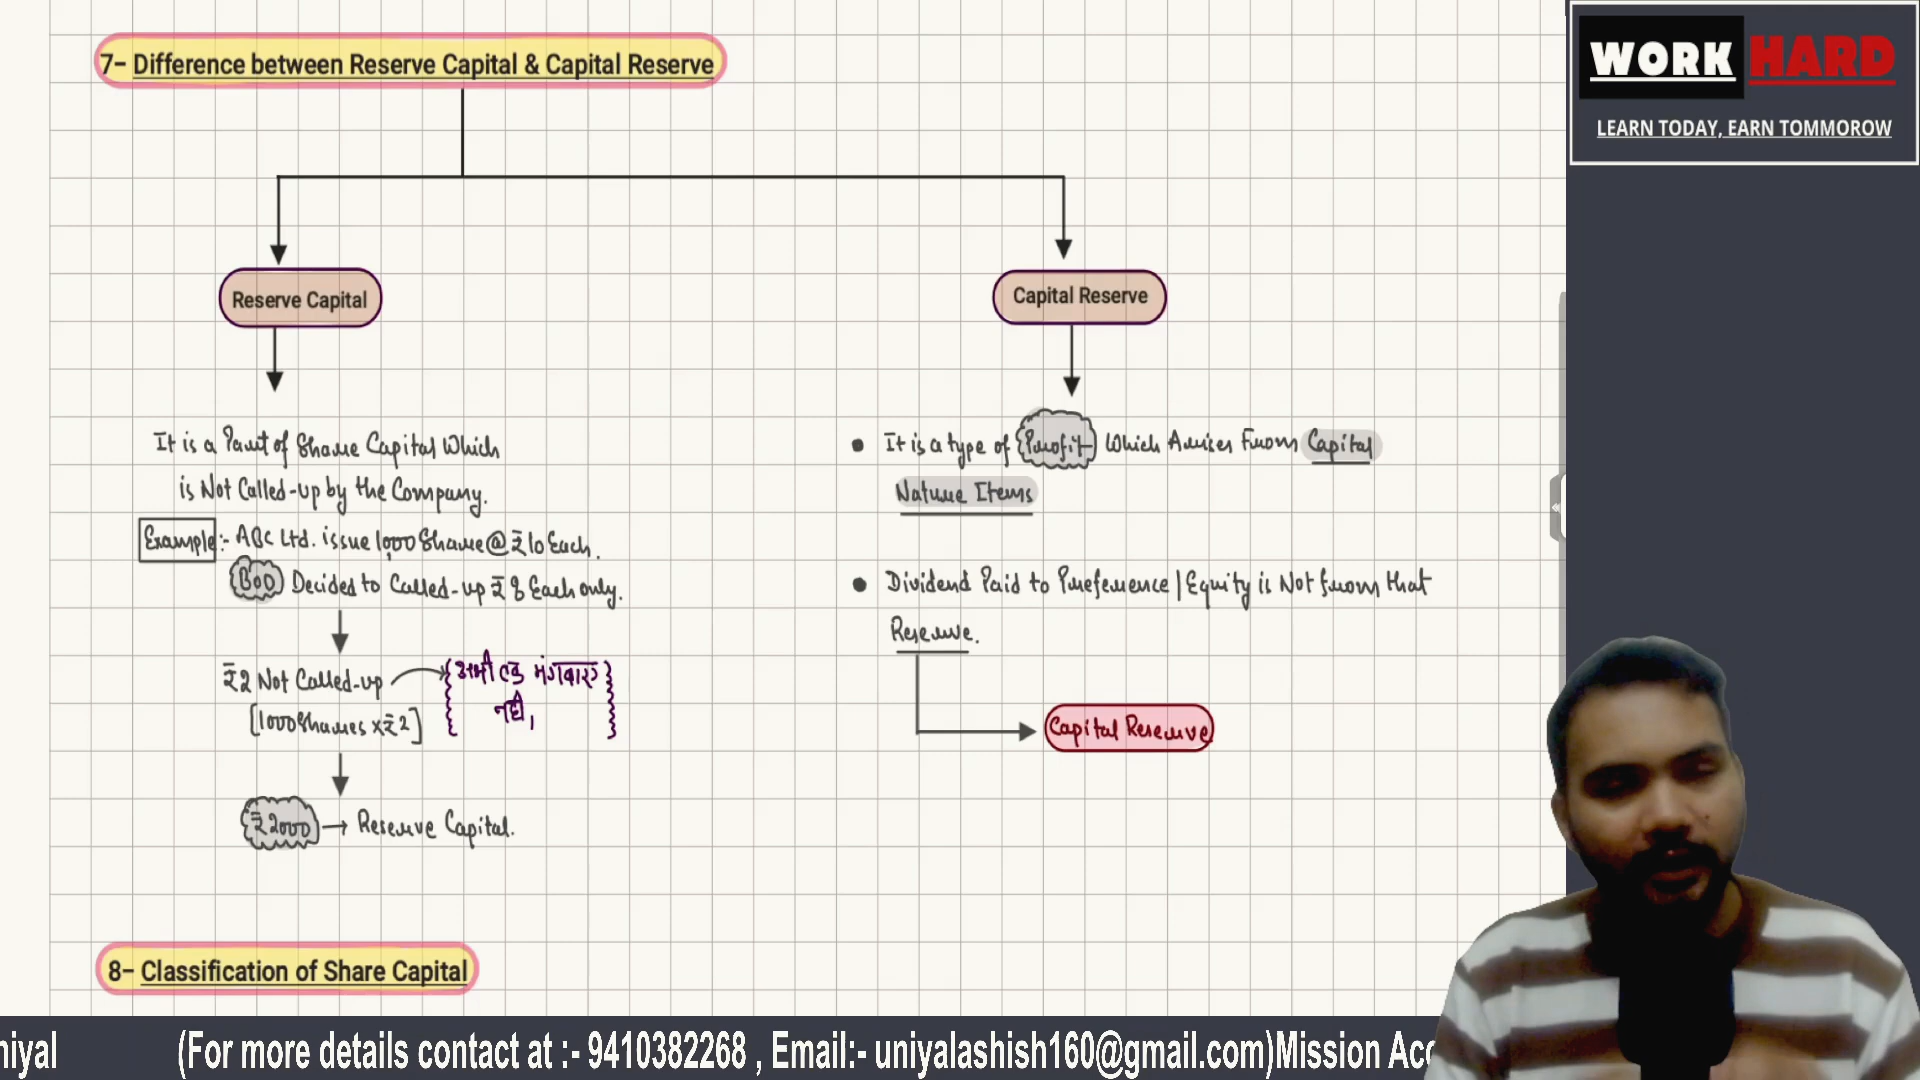 7- Difference between Reserve Capital & Capital Reserve
WORK HARD
LEARN TODAY, EARN TOMMOROW
Reserve Capital
Capital Reserve
It is a Part of Share Capital Which
is Not Called-up by the Company.
Example:- ABC Ltd. issue 1,000 Share @ ₹10 Each.
BOD Decided to Called-up ₹8 Each only.
₹2 Not Called-up
[1000 Shares x ₹2]
नहीं
₹2000 → Reserve Capital.
• It is a type of Profit Which Arises From Capital
Nature Items
• Dividend Paid to Preference | Equity is Not from that
Reserve.
Capital Reserve
8- Classification of Share Capital
niyal (For more details contact at :- 9410382268 , Email:- uniyalashish160@gmail.com)Mission Acc